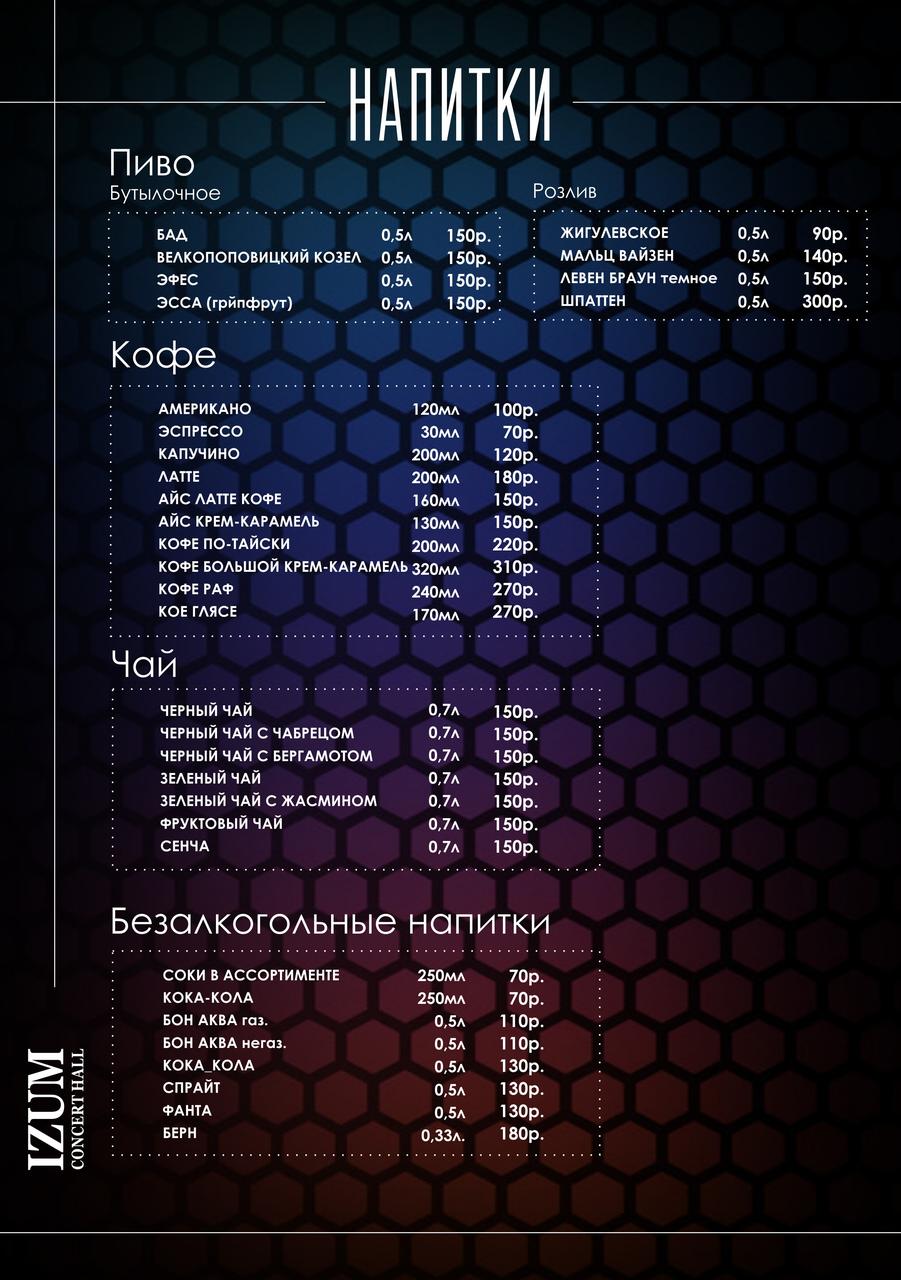 НАПИТКИ
Пиво
Бутылочное
БАД 0,5л 150р.
ВЕЛКОПОПОВИЦКИЙ КОЗЕЛ 0,5л 150р.
ЭФЕС 0,5л 150р.
ЭССА (грйпфрут) 0,5л 150р.
Розлив
ЖИГУЛЕВСКОЕ 0,5л 90р.
МАЛЬЦ ВАЙЗЕН 0,5л 140р.
ЛЕВЕН БРАУН темное 0,5л 150р.
ШПАТТЕН 0,5л 300р.
Кофе
АМЕРИКАНО 120мл 100р.
ЭСПРЕССО 30мл 70р.
КАПУЧИНО 200мл 120р.
ЛАТТЕ 200мл 180р.
АЙС ЛАТТЕ КОФЕ 160мл 150р.
АЙС КРЕМ-КАРАМЕЛЬ 130мл 150р.
КОФЕ ПО-ТАЙСКИ 200мл 220р.
КОФЕ БОЛЬШОЙ КРЕМ-КАРАМЕЛЬ 320мл 310р.
КОФЕ РАФ 240мл 270р.
КОЕ ГЛЯСЕ 170мл 270р.
Чай
ЧЕРНЫЙ ЧАЙ 0,7л 150р.
ЧЕРНЫЙ ЧАЙ С ЧАБРЕЦОМ 0,7л 150р.
ЧЕРНЫЙ ЧАЙ С БЕРГАМОТОМ 0,7л 150р.
ЗЕЛЕНЫЙ ЧАЙ 0,7л 150р.
ЗЕЛЕНЫЙ ЧАЙ С ЖАСМИНОМ 0,7л 150р.
ФРУКТОВЫЙ ЧАЙ 0,7л 150р.
СЕНЧА 0,7л 150р.
Безалкогольные напитки
СОКИ В АССОРТИМЕНТЕ 250мл 70р.
КОКА-КОЛА 250мл 70р.
БОН АКВА газ. 0,5л 110р.
БОН АКВА негаз. 0,5л 110р.
КОКА_КОЛА 0,5л 130р.
СПРАЙТ 0,5л 130р.
ФАНТА 0,5л 130р.
БЕРН 0,33л. 180р.
IZUM
CONCERT HALL